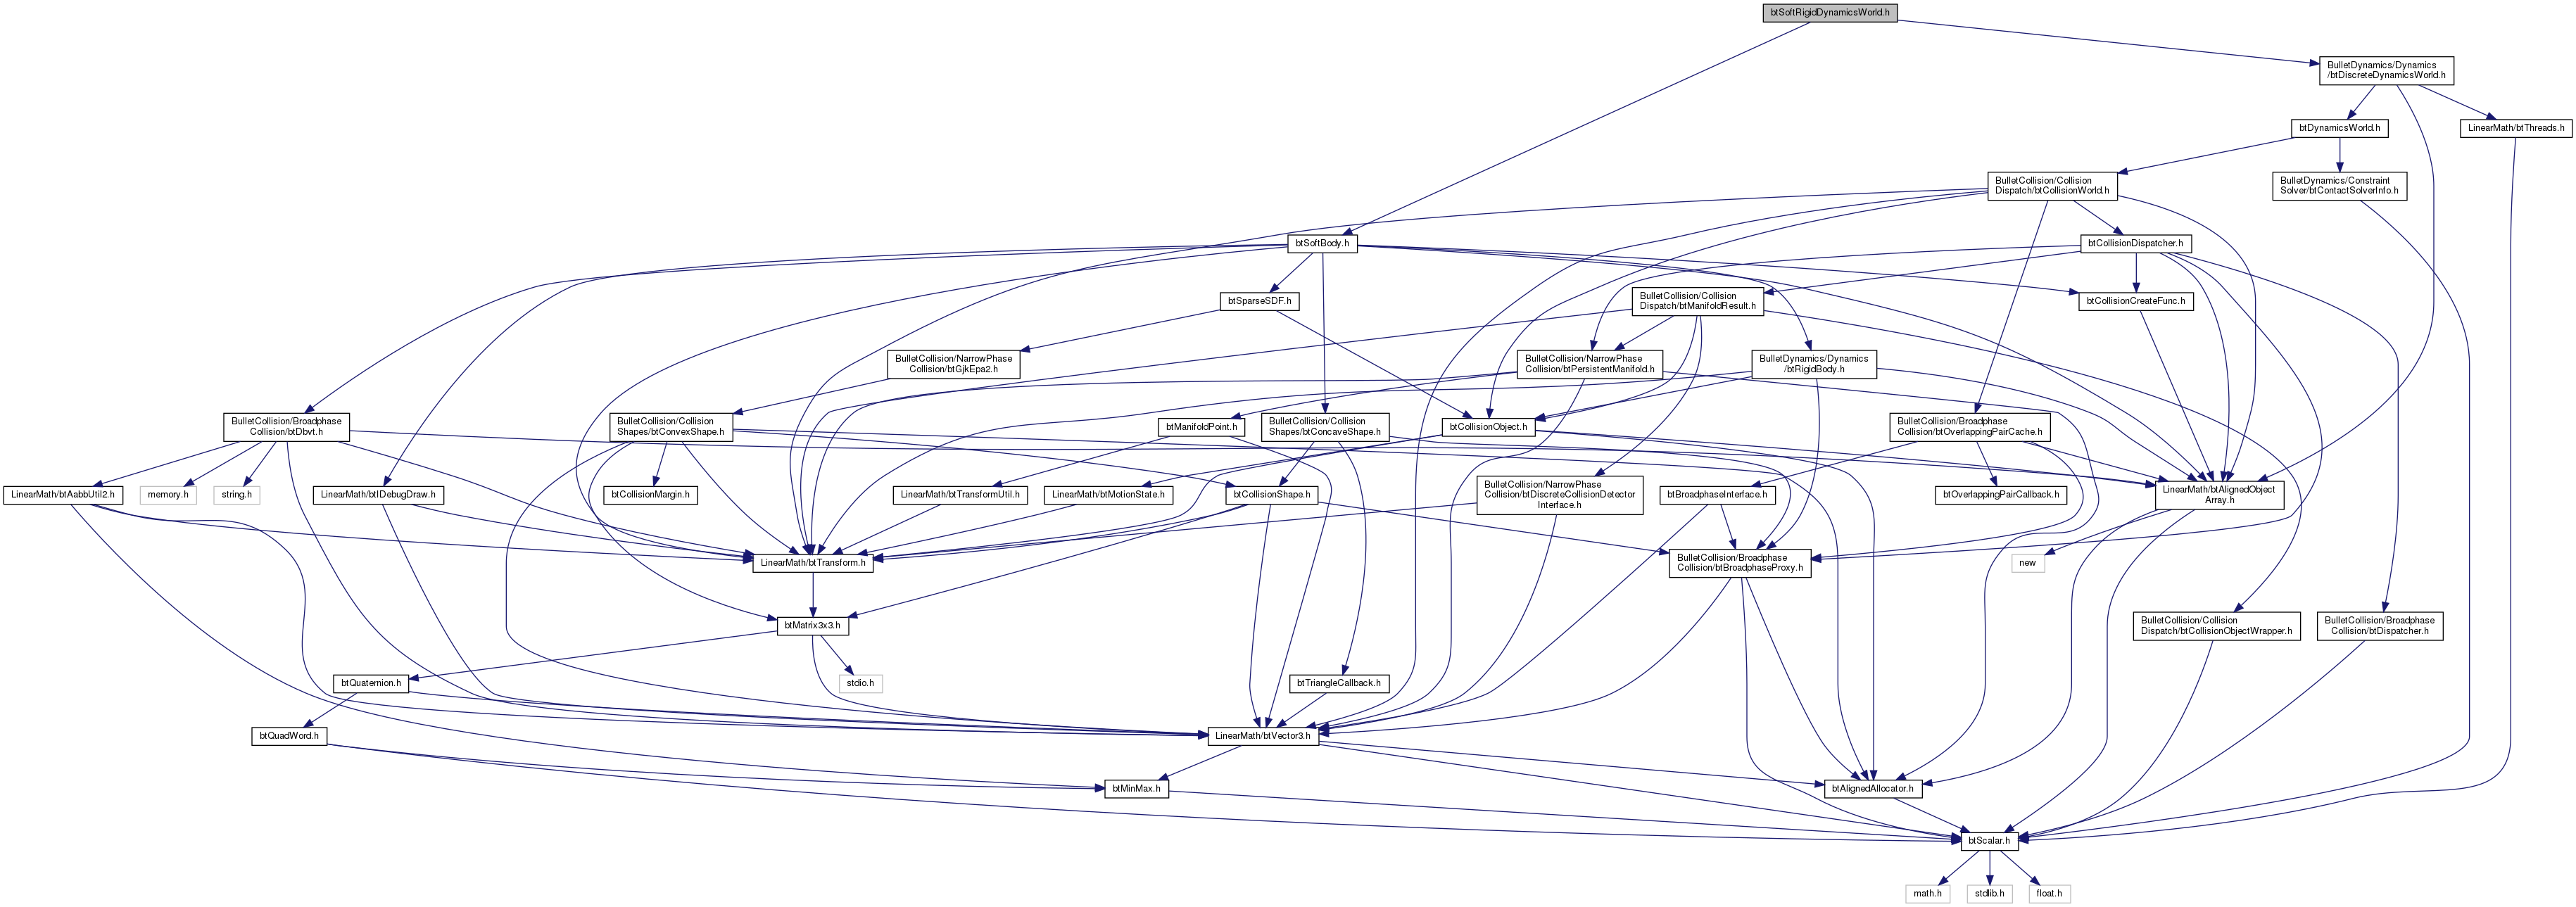 btSoftRigidDynamicsWorld.h
BulletDynamics/Dynamics
/btDiscreteDynamicsWorld.h
btDynamicsWorld.h
LinearMath/btThreads.h
BulletCollision/Collision
Dispatch/btCollisionWorld.h
BulletDynamics/Constraint
Solver/btContactSolverInfo.h
btSoftBody.h
btCollisionDispatcher.h
btSparseSDF.h
BulletCollision/Collision
Dispatch/btManifoldResult.h
btCollisionCreateFunc.h
BulletCollision/NarrowPhase
Collision/btGjkEpa2.h
BulletCollision/NarrowPhase
Collision/btPersistentManifold.h
BulletDynamics/Dynamics
/btRigidBody.h
BulletCollision/Broadphase
Collision/btDbvt.h
BulletCollision/Collision
Shapes/btConvexShape.h
btManifoldPoint.h
BulletCollision/Collision
Shapes/btConcaveShape.h
btCollisionObject.h
BulletCollision/Broadphase
Collision/btOverlappingPairCache.h
LinearMath/btAabbUtil2.h
memory.h
string.h
LinearMath/btIDebugDraw.h
btCollisionMargin.h
LinearMath/btTransformUtil.h
LinearMath/btMotionState.h
btCollisionShape.h
BulletCollision/NarrowPhase
Collision/btDiscreteCollisionDetector
Interface.h
btBroadphaseInterface.h
btOverlappingPairCallback.h
LinearMath/btAlignedObject
Array.h
LinearMath/btTransform.h
BulletCollision/Broadphase
Collision/btBroadphaseProxy.h
new
btMatrix3x3.h
BulletCollision/Collision
Dispatch/btCollisionObjectWrapper.h
BulletCollision/Broadphase
Collision/btDispatcher.h
btQuaternion.h
stdio.h
btTriangleCallback.h
btQuadWord.h
LinearMath/btVector3.h
btMinMax.h
btAlignedAllocator.h
btScalar.h
math.h
stdlib.h
float.h